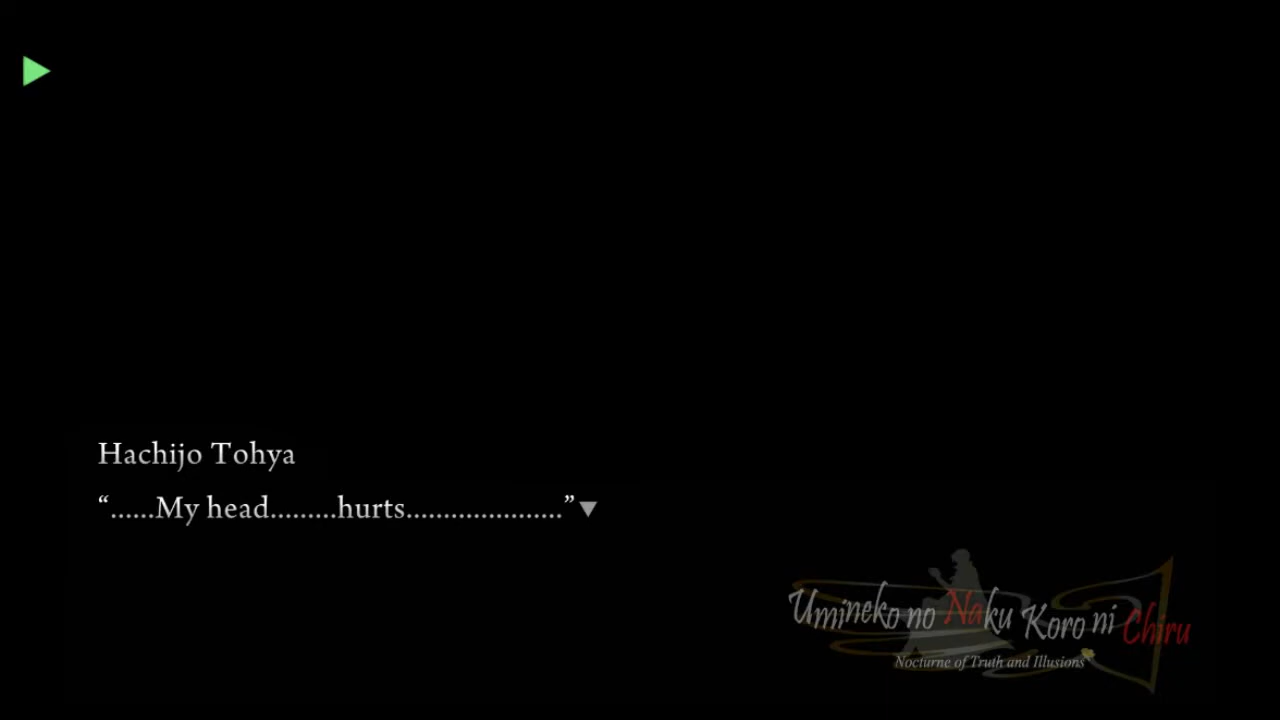 Hachijo Tohya
“......My head.........hurts.....................”
Umineko no Naku Koro ni Chiru
Nocturne of Truth and Illusions